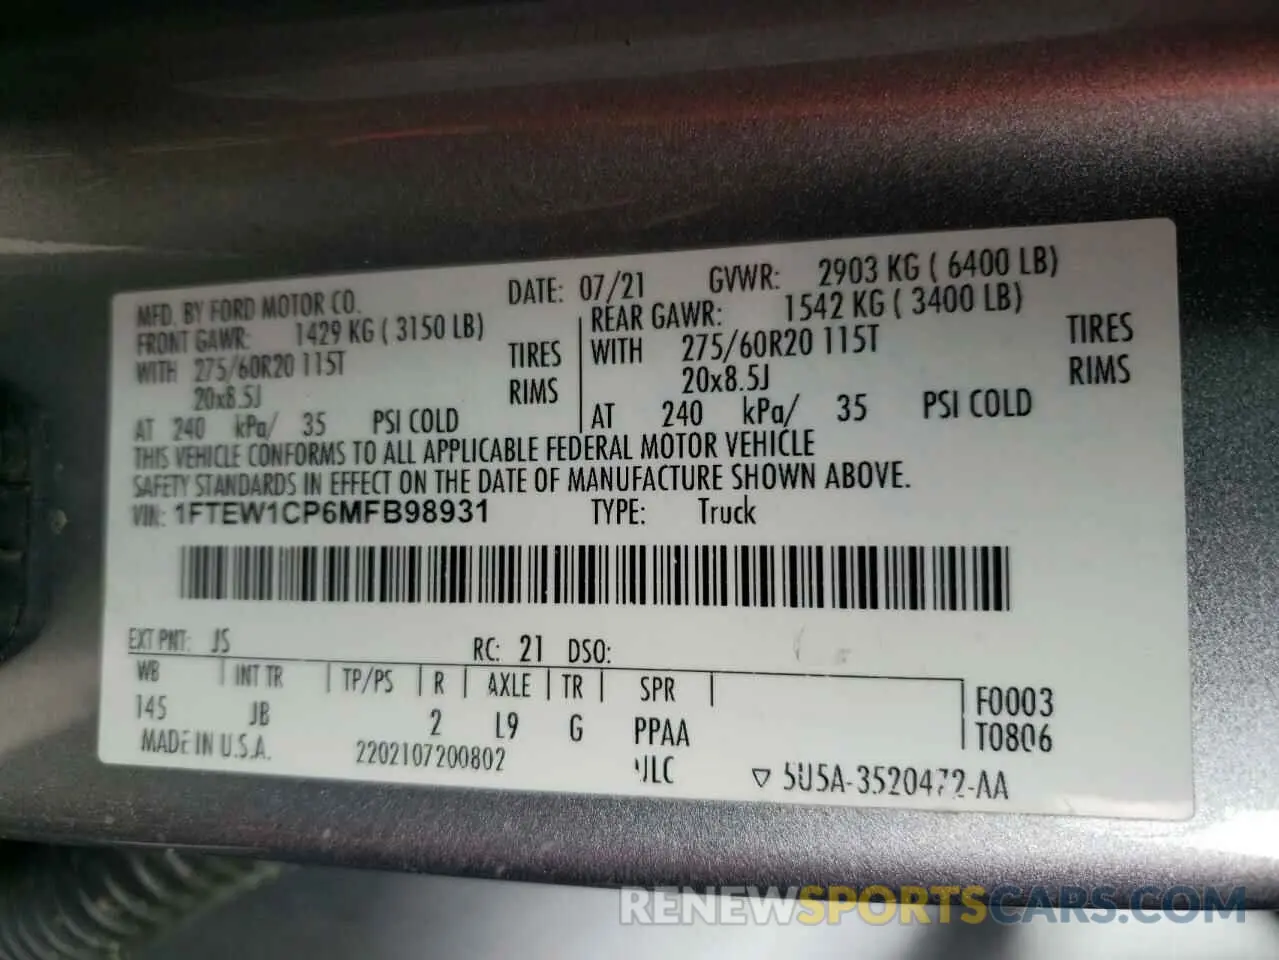 MFD. BY FORD MOTOR CO. DATE: 07/21 GVWR: 2903 KG ( 6400 LB)
FRONT GAWR: 1429 KG ( 3150 LB) REAR GAWR: 1542 KG ( 3400 LB)
WITH 275/60R20 115T TIRES WITH 275/60R20 115T TIRES
20x8.5J RIMS 20x8.5J RIMS
AT 240 kPa/ 35 PSI COLD AT 240 kPa/ 35 PSI COLD
THIS VEHICLE CONFORMS TO ALL APPLICABLE FEDERAL MOTOR VEHICLE
SAFETY STANDARDS IN EFFECT ON THE DATE OF MANUFACTURE SHOWN ABOVE.
VIN: 1FTEW1CP6MFB98931 TYPE: Truck
EXT PNT: JS RC: 21 DSO:
WB INT TR TP/PS R AXLE TR SPR F0003
145 JB 2 L9 G PPAA T0806
MADE IN U.S.A. 2202107200802 5U5A-3520472-AA
RENEWSPORTSCARS.COM